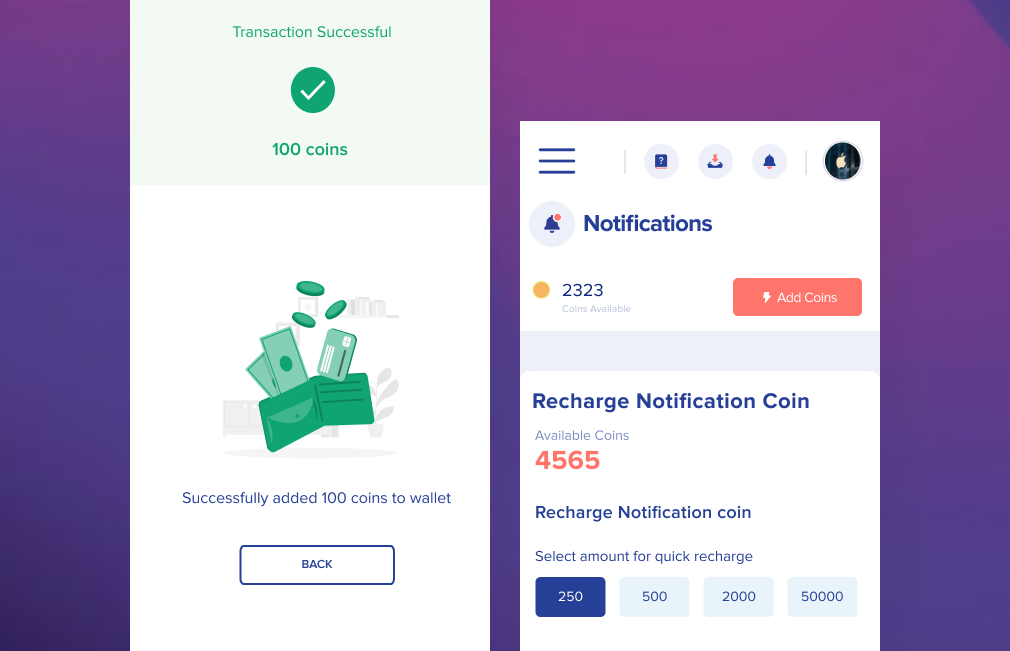 Transaction Successful
100 coins
Successfully added 100 coins to wallet
BACK
?
Notifications
2323
Coins Available
Add Coins
Recharge Notification Coin
Available Coins
4565
Recharge Notification coin
Select amount for quick recharge
250 500 2000 50000